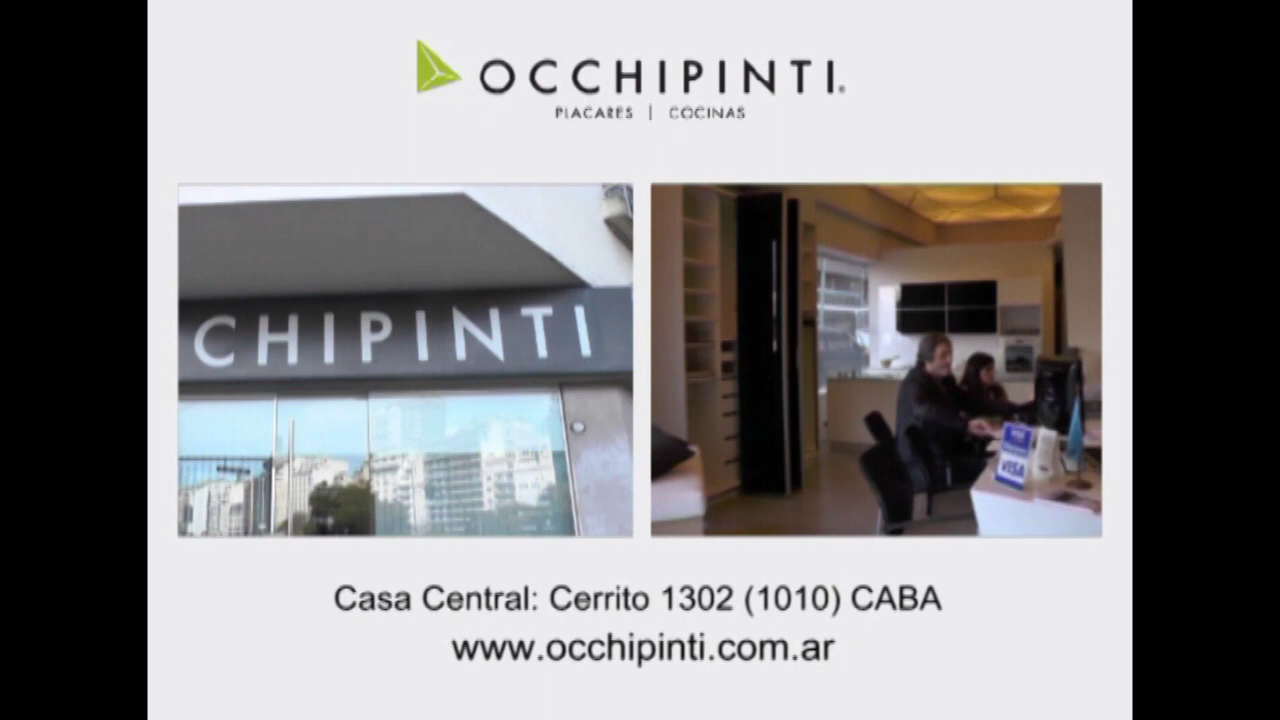 OCCHIPINTI®
PLACARES | COCINAS
CHIPINTI
VISA
Casa Central: Cerrito 1302 (1010) CABA
www.occhipinti.com.ar